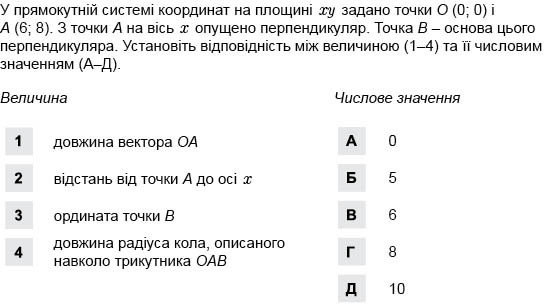 У прямокутній системі координат на площині xy задано точки O (0; 0) і
A (6; 8). З точки A на вісь x опущено перпендикуляр. Точка B – основа цього
перпендикуляра. Установіть відповідність між величиною (1–4) та її числовим
значенням (А–Д).
Величина Числове значення
1 довжина вектора OA А 0
2 відстань від точки A до осі x Б 5
3 ордината точки B В 6
4 довжина радіуса кола, описаного
навколо трикутника OAB Г 8
Д 10